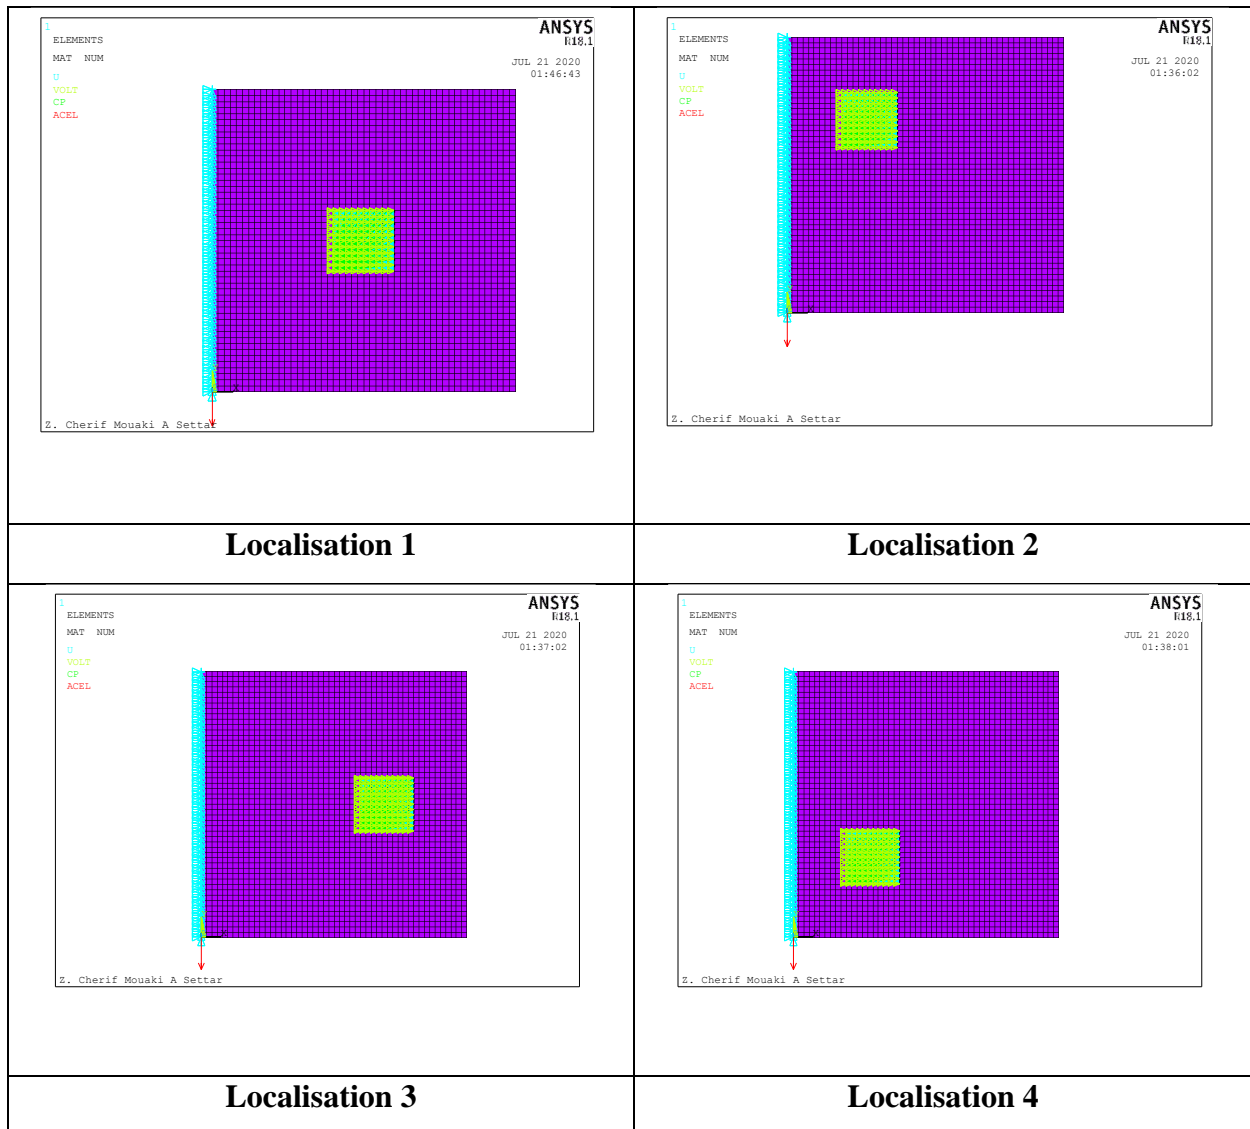 1
ANSYS
R18.1
ELEMENTS
MAT NUM
U
VOLT
CP
ACEL
JUL 21 2020
01:46:43
X
Z. Cherif Mouaki A Settar
1
ANSYS
R18.1
ELEMENTS
MAT NUM
U
VOLT
CP
ACEL
JUL 21 2020
01:36:02
X
Z. Cherif Mouaki A Settar
Localisation 1
Localisation 2
1
ANSYS
R18.1
ELEMENTS
MAT NUM
U
VOLT
CP
ACEL
JUL 21 2020
01:37:02
X
Z. Cherif Mouaki A Settar
1
ANSYS
R18.1
ELEMENTS
MAT NUM
U
VOLT
CP
ACEL
JUL 21 2020
01:38:01
X
Z. Cherif Mouaki A Settar
Localisation 3
Localisation 4